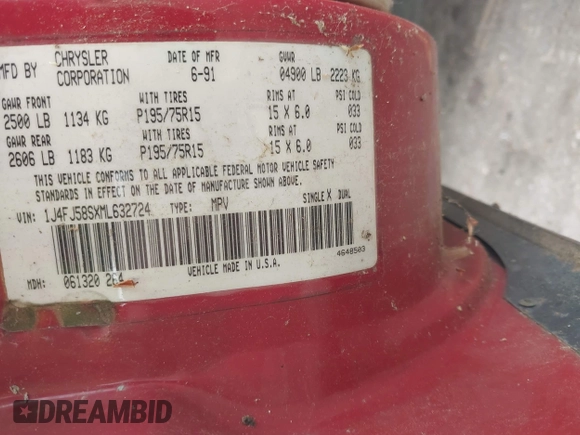 MFD BY CHRYSLER CORPORATION DATE OF MFR 6-91 GVWR 04900 LB 2223 KG
GAWR FRONT WITH TIRES RIMS AT PSI COLD
2500 LB 1134 KG P195/75R15 15 X 6.0 033
GAWR REAR WITH TIRES RIMS AT PSI COLD
2606 LB 1183 KG P195/75R15 15 X 6.0 033
THIS VEHICLE CONFORMS TO ALL APPLICABLE FEDERAL MOTOR VEHICLE SAFETY
STANDARDS IN EFFECT ON THE DATE OF MANUFACTURE SHOWN ABOVE.
VIN: 1J4FJ58SXML632724 TYPE: MPV SINGLE X DUAL
MDH: 061320 264 VEHICLE MADE IN U.S.A. 4648503
DREAMBID